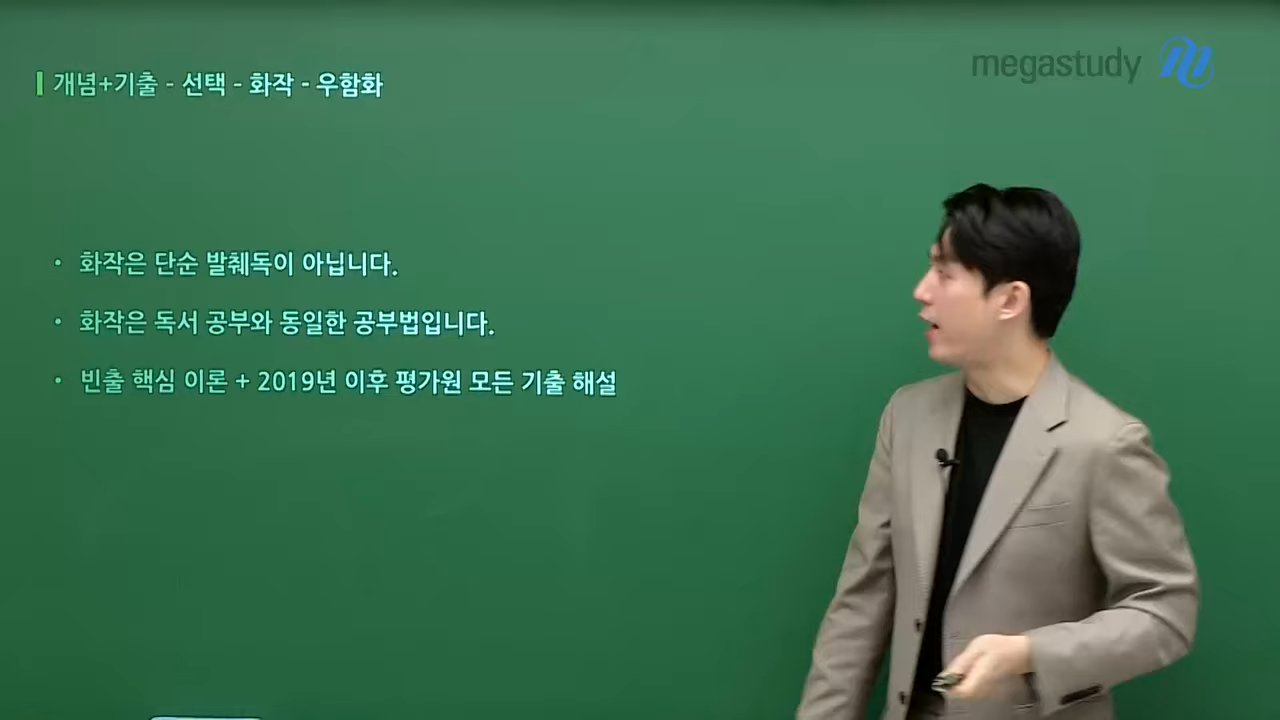 megastudy
개념+기출 - 선택 - 화작 - 우함화
• 화작은 단순 발췌독이 아닙니다.
• 화작은 독서 공부와 동일한 공부법입니다.
• 빈출 핵심 이론 + 2019년 이후 평가원 모든 기출 해설